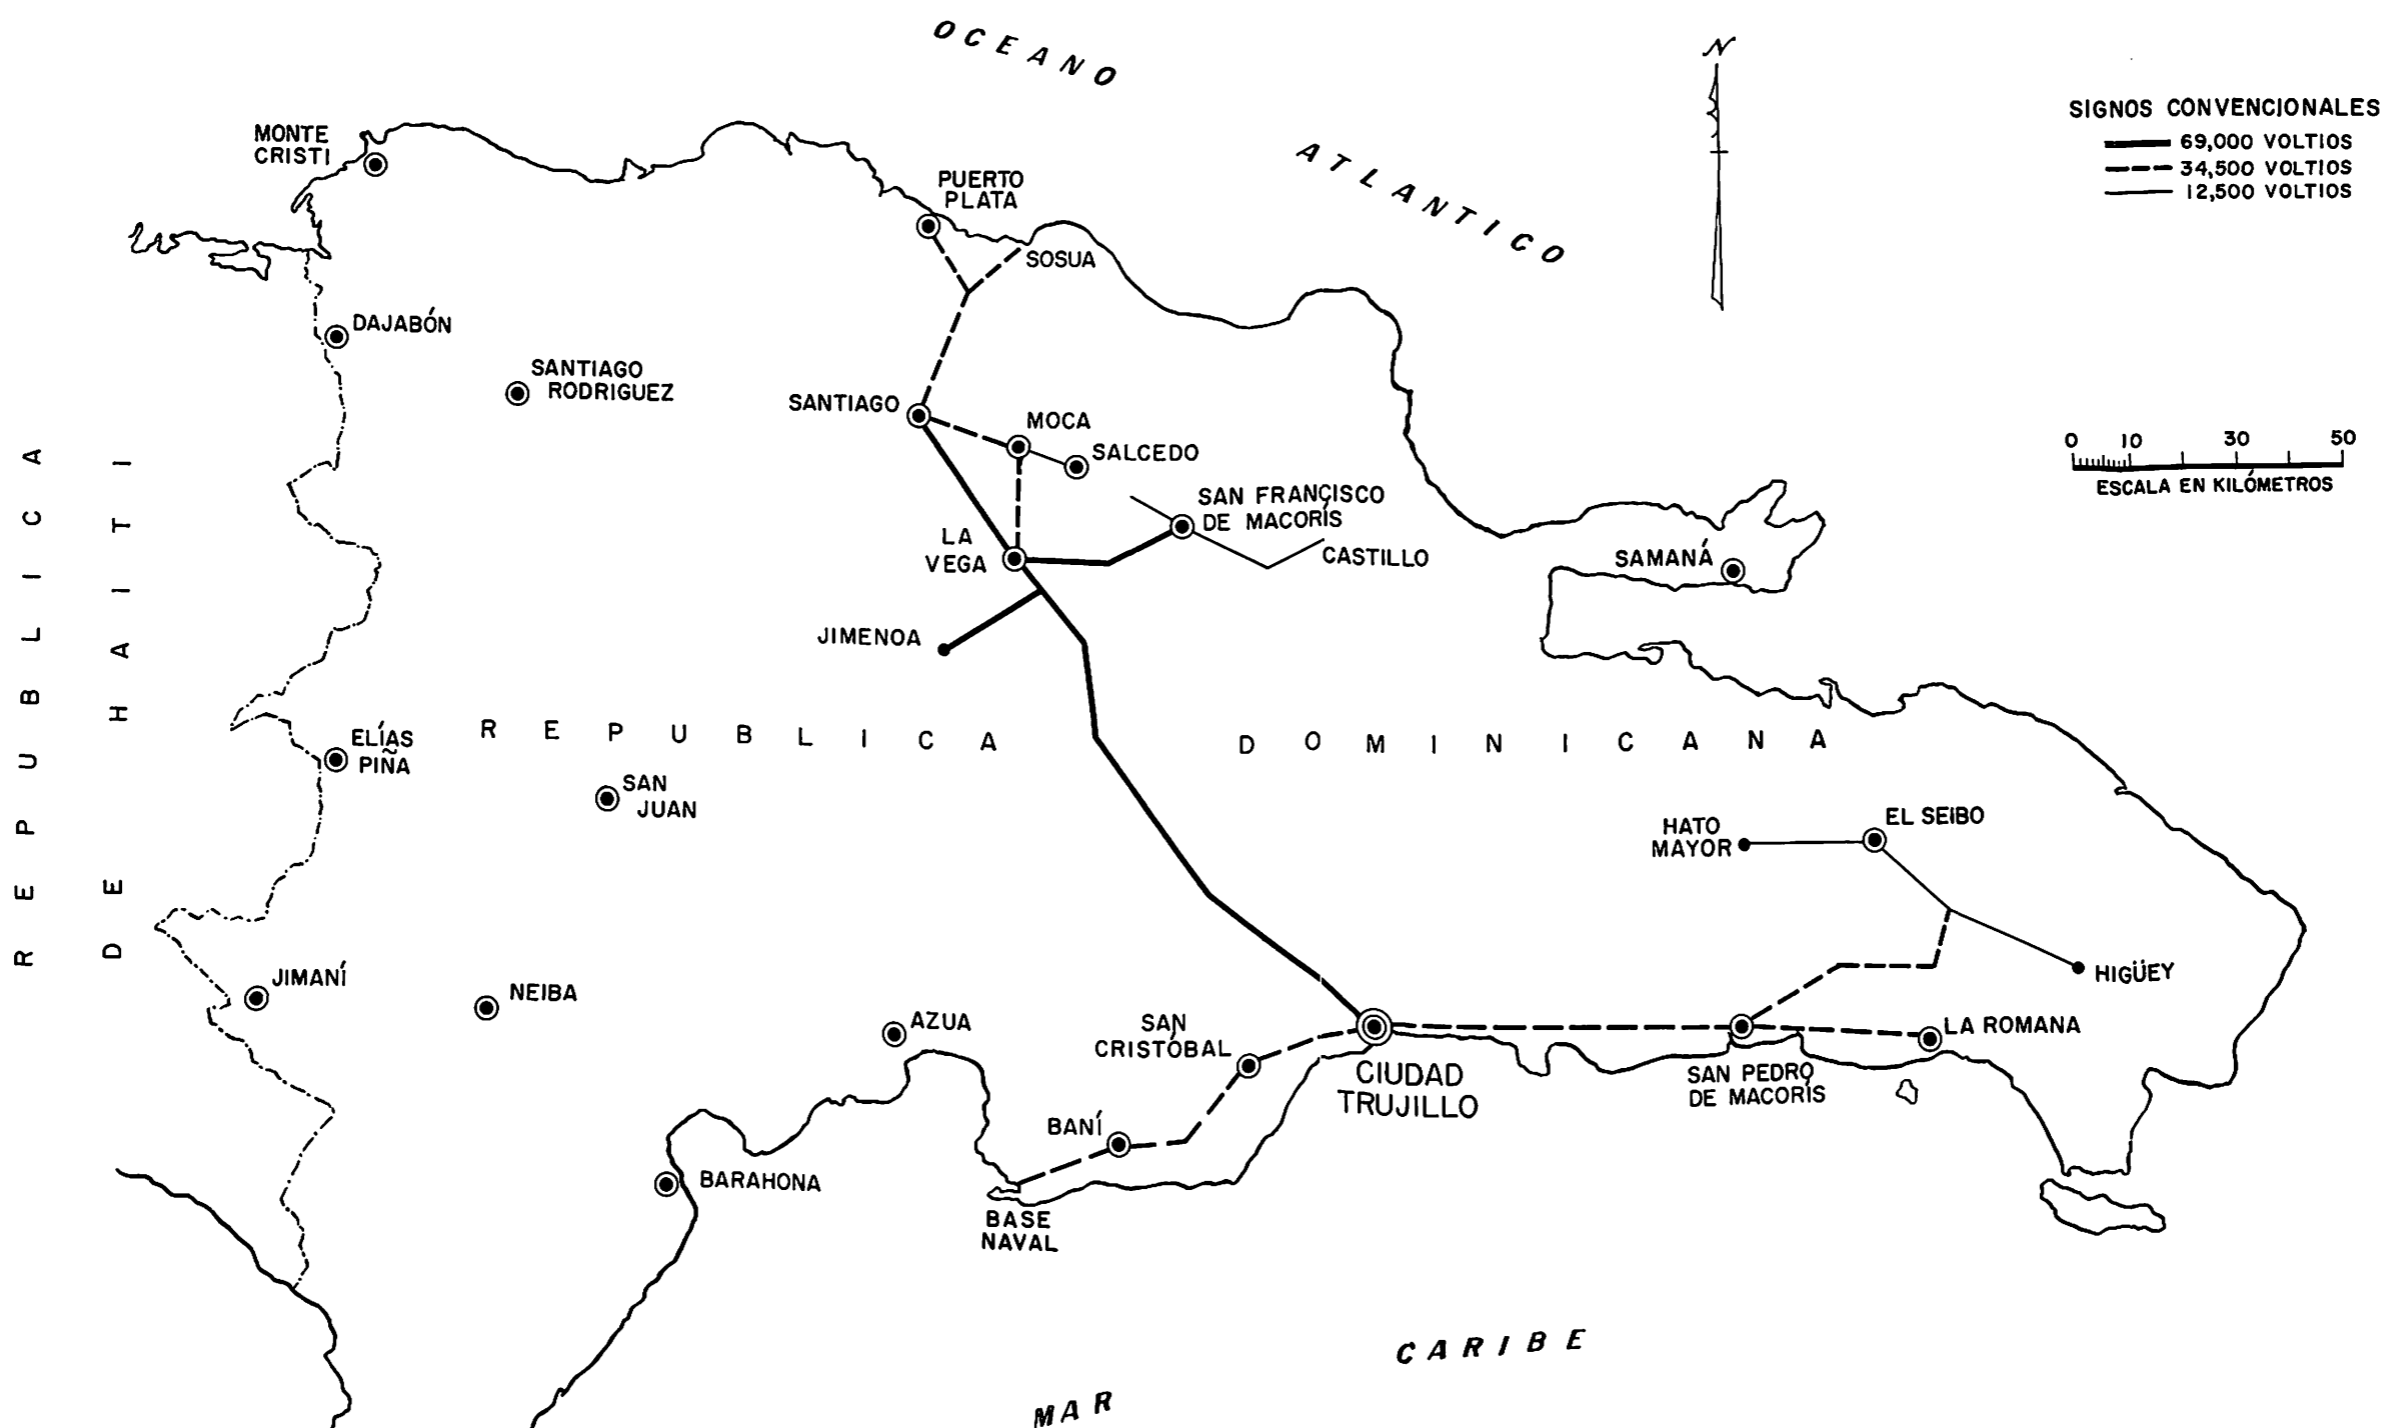 OCEANO
ATLANTICO
N
SIGNOS CONVENCIONALES
69,000 VOLTIOS
34,500 VOLTIOS
12,500 VOLTIOS
MONTE
CRISTI
PUERTO
PLATA
SOSUA
DAJABÓN
SANTIAGO
RODRIGUEZ
SANTIAGO
MOCA
SALCEDO
0 10 30 50
ESCALA EN KILÓMETROS
SAN FRANCISCO
DE MACORÍS
LA
VEGA
CASTILLO
SAMANÁ
JIMENOA
REPUBLICA
DE HAITI
ELÍAS
PIÑA
REPUBLICA DOMINICANA
SAN
JUAN
HATO
MAYOR
EL SEIBO
HIGÜEY
JIMANÍ
NEIBA
AZUA
SAN
CRISTÓBAL
CIUDAD
TRUJILLO
SAN PEDRO
DE MACORÍS
LA ROMANA
BANÍ
BARAHONA
BASE
NAVAL
MAR CARIBE